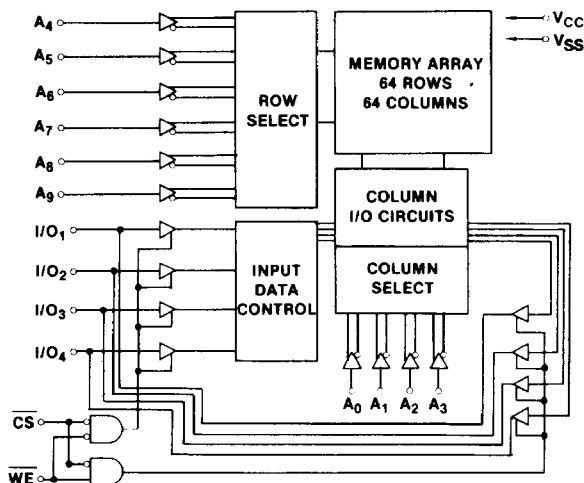 A4
A5
A6
A7
A8
A9
ROW
SELECT
MEMORY ARRAY
64 ROWS
64 COLUMNS
VCC
VSS
I/O1
I/O2
I/O3
I/O4
INPUT
DATA
CONTROL
COLUMN
I/O CIRCUITS
COLUMN
SELECT
A0
A1
A2
A3
CS
WE